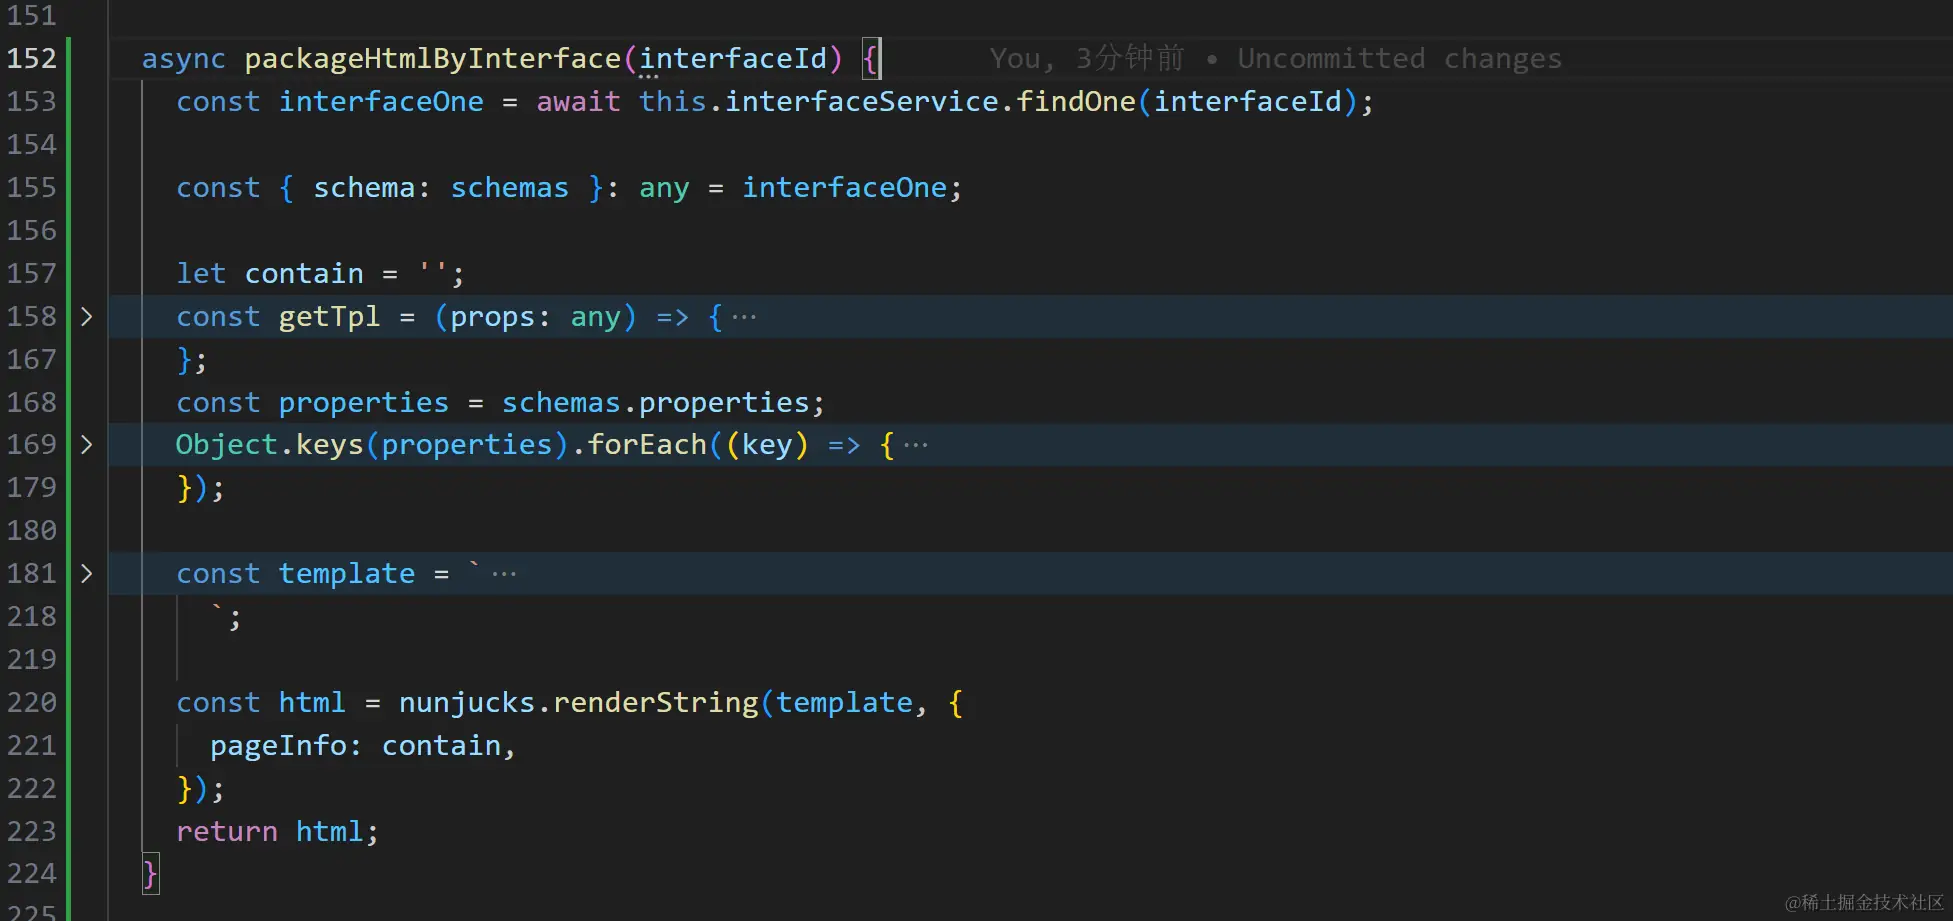 151
152 async packageHtmlByInterface(interfaceId) { You, 3分钟前 • Uncommitted changes
153 const interfaceOne = await this.interfaceService.findOne(interfaceId);
154
155 const { schema: schemas }: any = interfaceOne;
156
157 let contain = '';
158 const getTpl = (props: any) => { ···
167 };
168 const properties = schemas.properties;
169 Object.keys(properties).forEach((key) => { ···
179 });
180
181 const template = ` ···
218 `;
219
220 const html = nunjucks.renderString(template, {
221 pageInfo: contain,
222 });
223 return html;
224 }
225
@稀土掘金技术社区